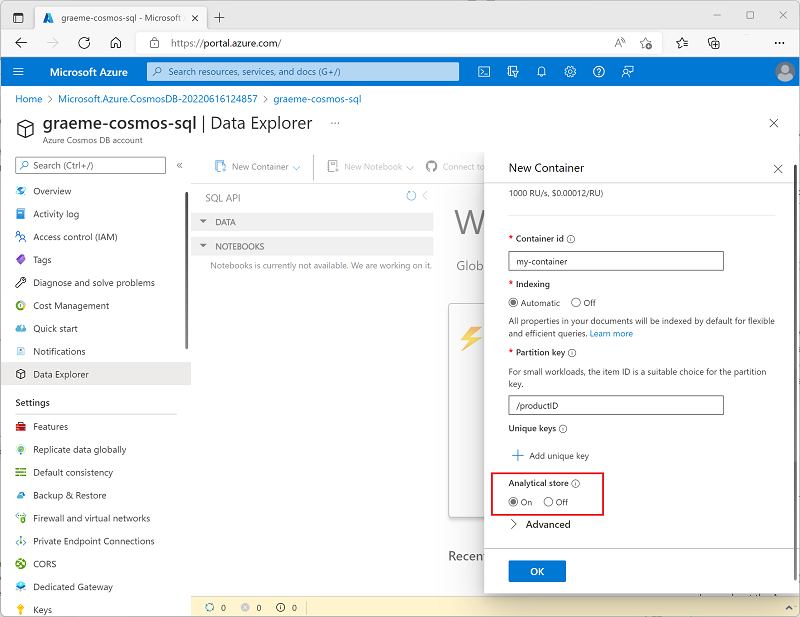 graeme-cosmos-sql - Microsoft
https://portal.azure.com/
Microsoft Azure
Search resources, services, and docs (G+/)
Home > Microsoft.Azure.CosmosDB-20220616124857 > graeme-cosmos-sql
graeme-cosmos-sql | Data Explorer ...
Azure Cosmos DB account
Search (Ctrl+/)
Overview
Activity log
Access control (IAM)
Tags
Diagnose and solve problems
Cost Management
Quick start
Notifications
Data Explorer
Settings
Features
Replicate data globally
Default consistency
Backup & Restore
Firewall and virtual networks
Private Endpoint Connections
CORS
Dedicated Gateway
Keys
New Container
New Notebook
Connect to
SQL API
DATA
NOTEBOOKS
Notebooks is currently not available. We are working on it.
W
Glob
Recen
0 0 0
New Container
1000 RU/s, $0.00012/RU)
* Container id
my-container
* Indexing
Automatic Off
All properties in your documents will be indexed by default for flexible
and efficient queries. Learn more
* Partition key
For small workloads, the item ID is a suitable choice for the partition
key.
/productID
Unique keys
Add unique key
Analytical store
On Off
Advanced
OK